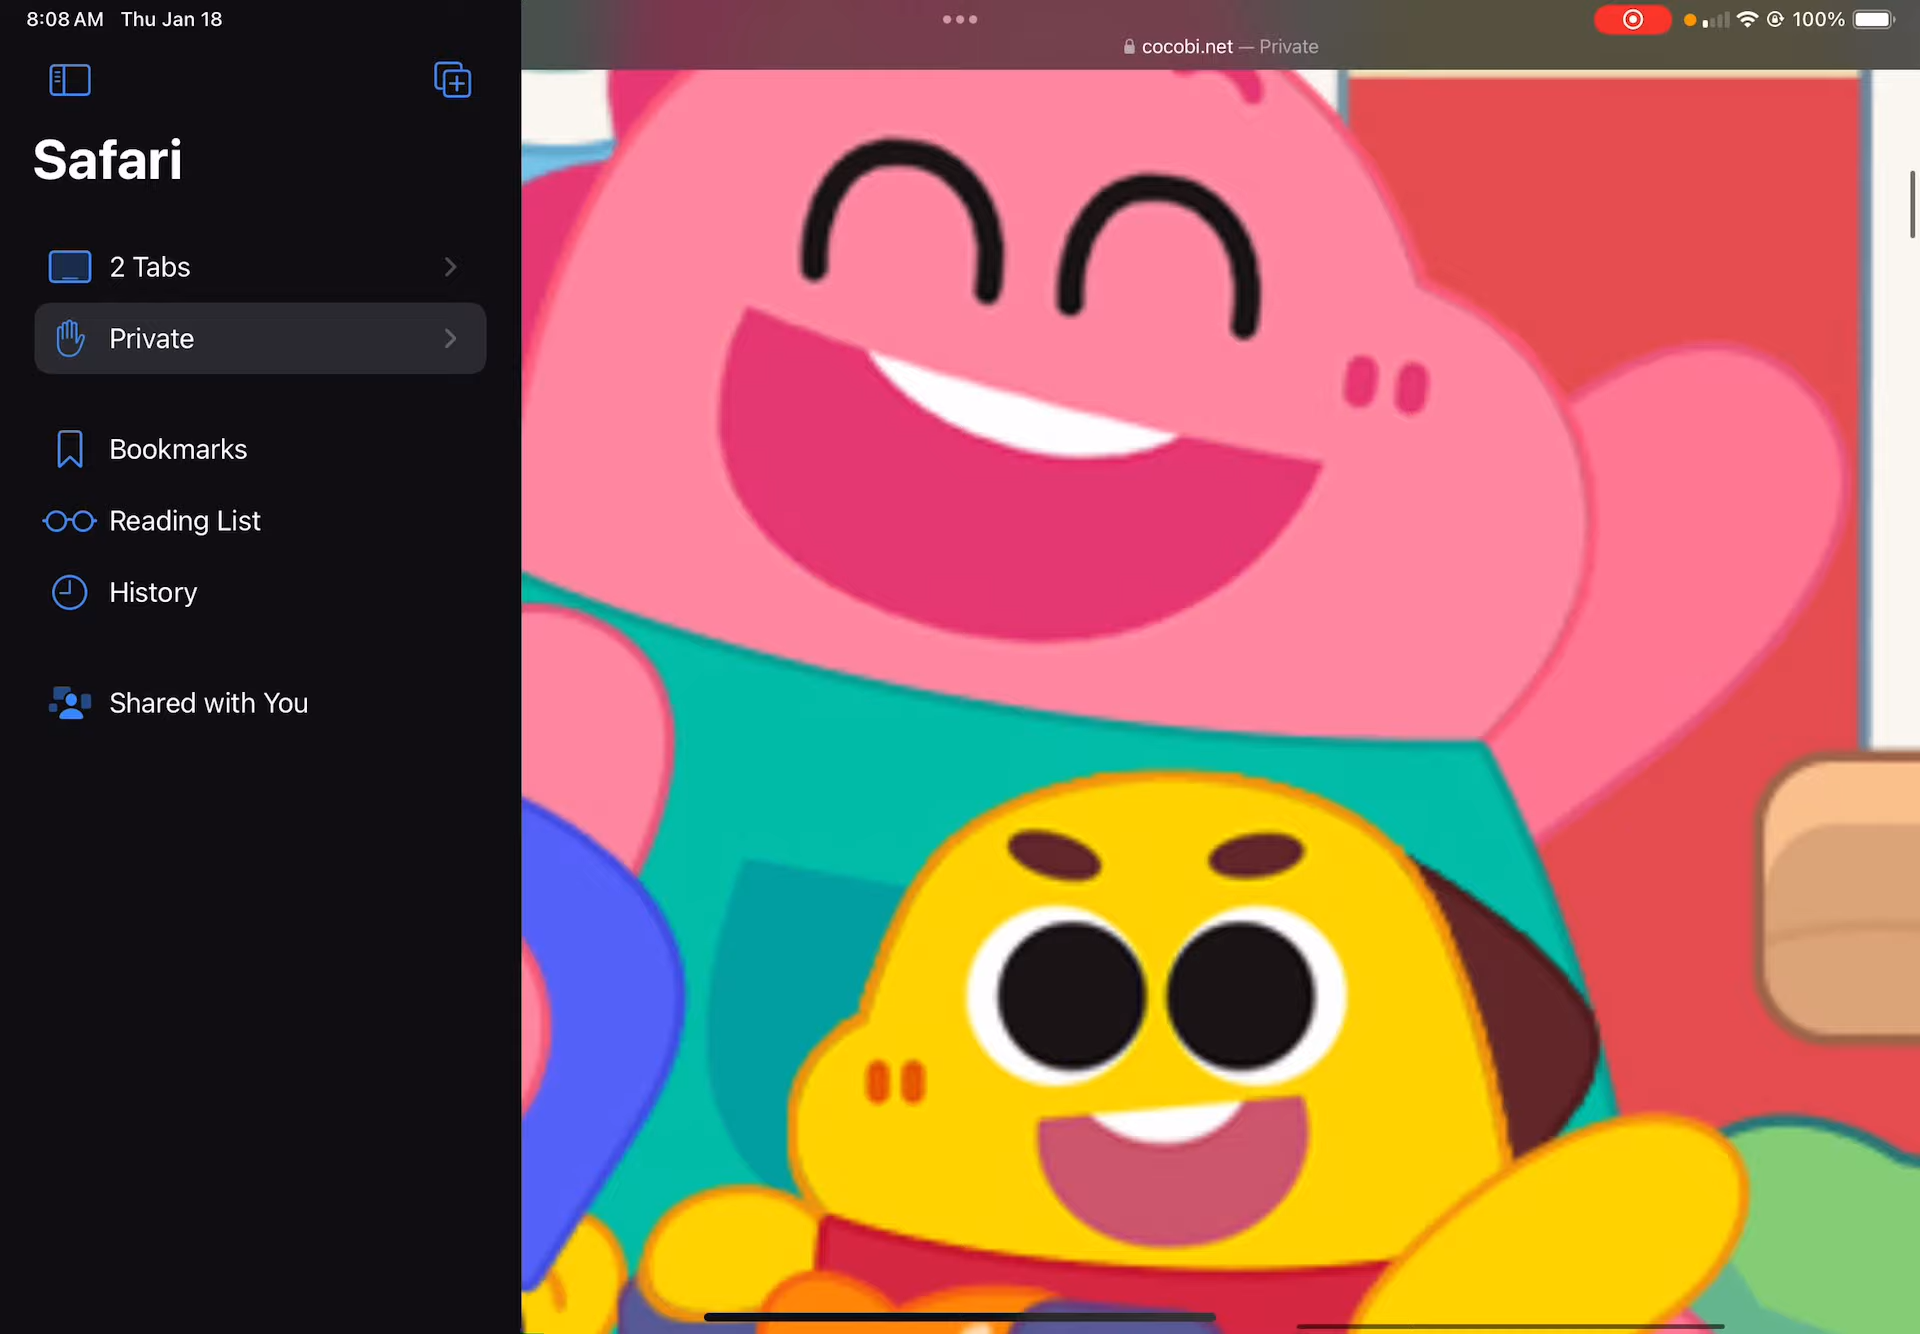 8:08 AM Thu Jan 18
100%
cocobi.net — Private
Safari
2 Tabs
Private
Bookmarks
Reading List
History
Shared with You